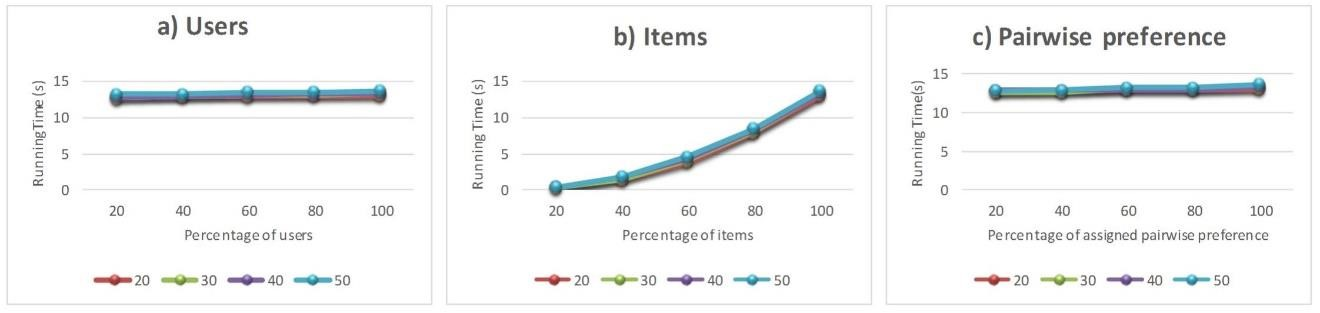 a) Users
RunningTime (s)
15
10
5
0
20 40 60 80 100
Percentage of users
20 30 40 50
b) Items
Running Time (s)
15
10
5
0
20 40 60 80 100
Percentage of items
20 30 40 50
c) Pairwise preference
Running Time(s)
15
10
5
0
20 40 60 80 100
Percentage of assigned pairwise preference
20 30 40 50